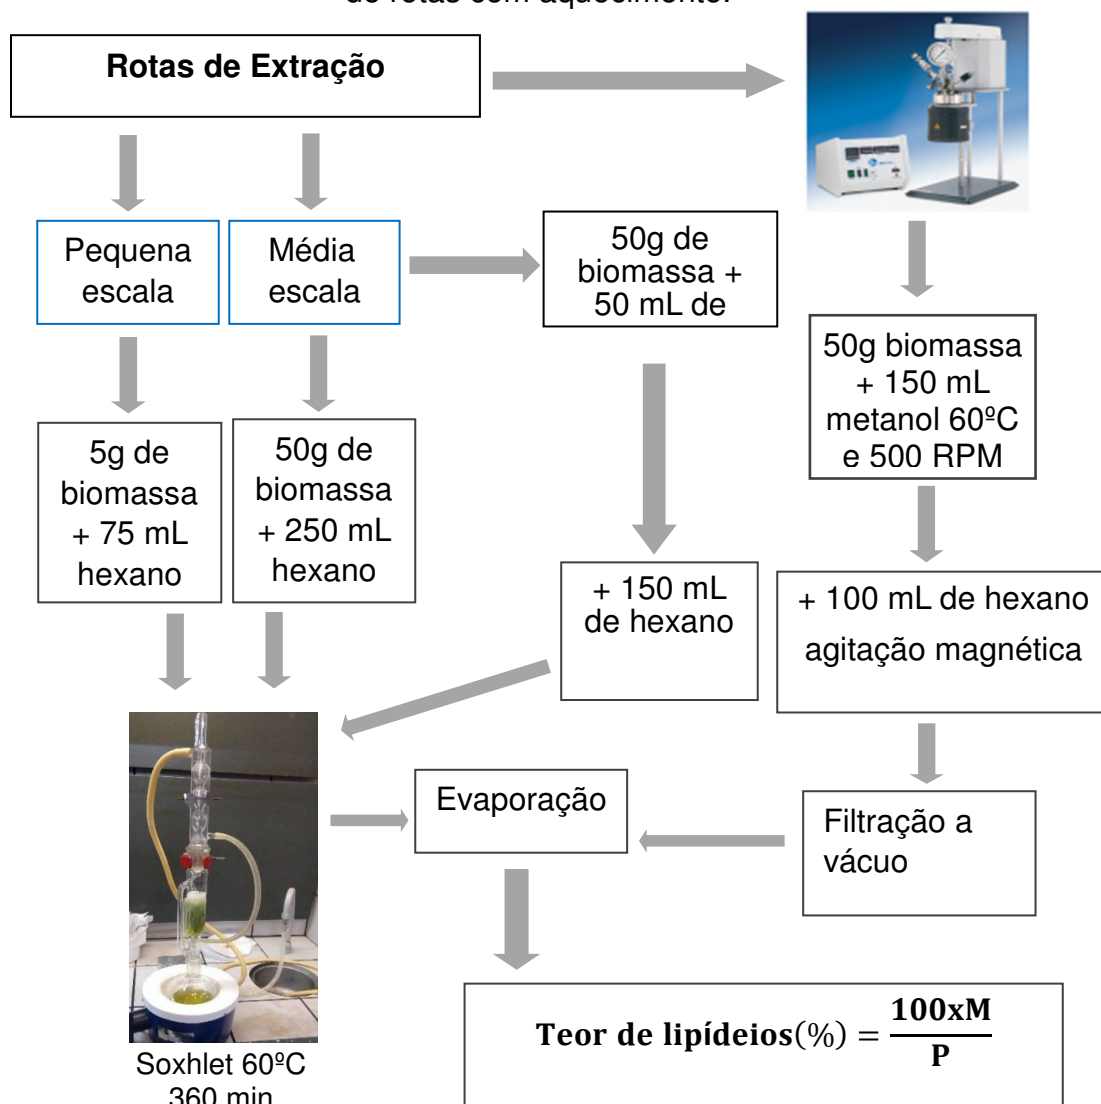 de rotas com aquecimento.
Rotas de Extração
Pequena
escala
Média
escala
50g de
biomassa +
50 mL de
50g biomassa
+ 150 mL
metanol 60ºC
e 500 RPM
5g de
biomassa
+ 75 mL
hexano
50g de
biomassa
+ 250 mL
hexano
+ 150 mL
de hexano
+ 100 mL de hexano
agitação magnética
Evaporação
Filtração a
vácuo
Soxhlet 60ºC
360 min
Teor de lipídeios(%) = 100xM
P